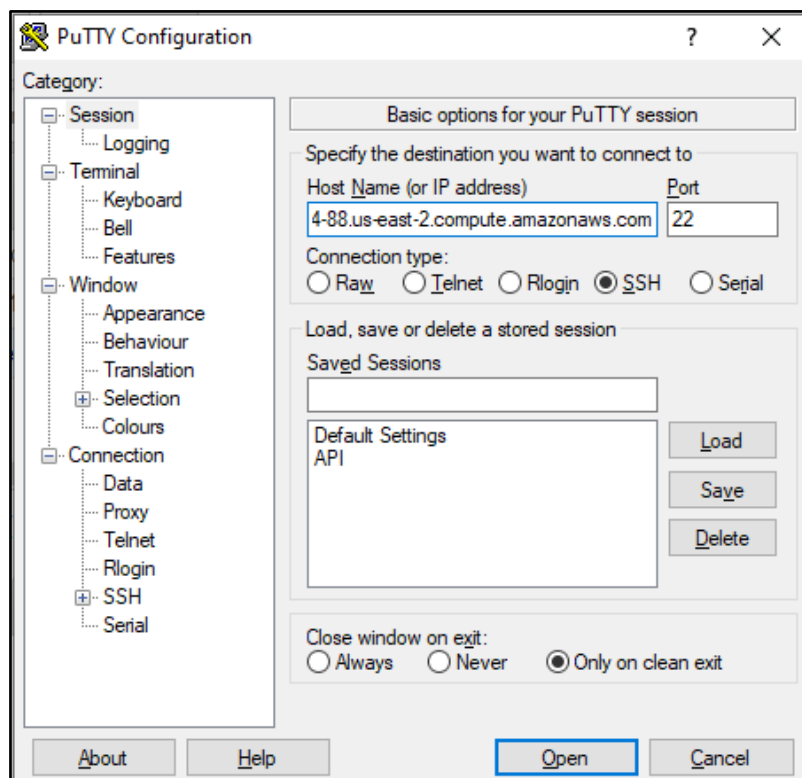 PuTTY Configuration
? X
Category:
Session
Logging
Terminal
Keyboard
Bell
Features
Window
Appearance
Behaviour
Translation
Selection
Colours
Connection
Data
Proxy
Telnet
Rlogin
SSH
Serial
Basic options for your PuTTY session
Specify the destination you want to connect to
Host Name (or IP address) Port
4-88.us-east-2.compute.amazonaws.com 22
Connection type:
Raw Telnet Rlogin SSH Serial
Load, save or delete a stored session
Saved Sessions
Default Settings
API
Load
Save
Delete
Close window on exit:
Always Never Only on clean exit
About Help Open Cancel